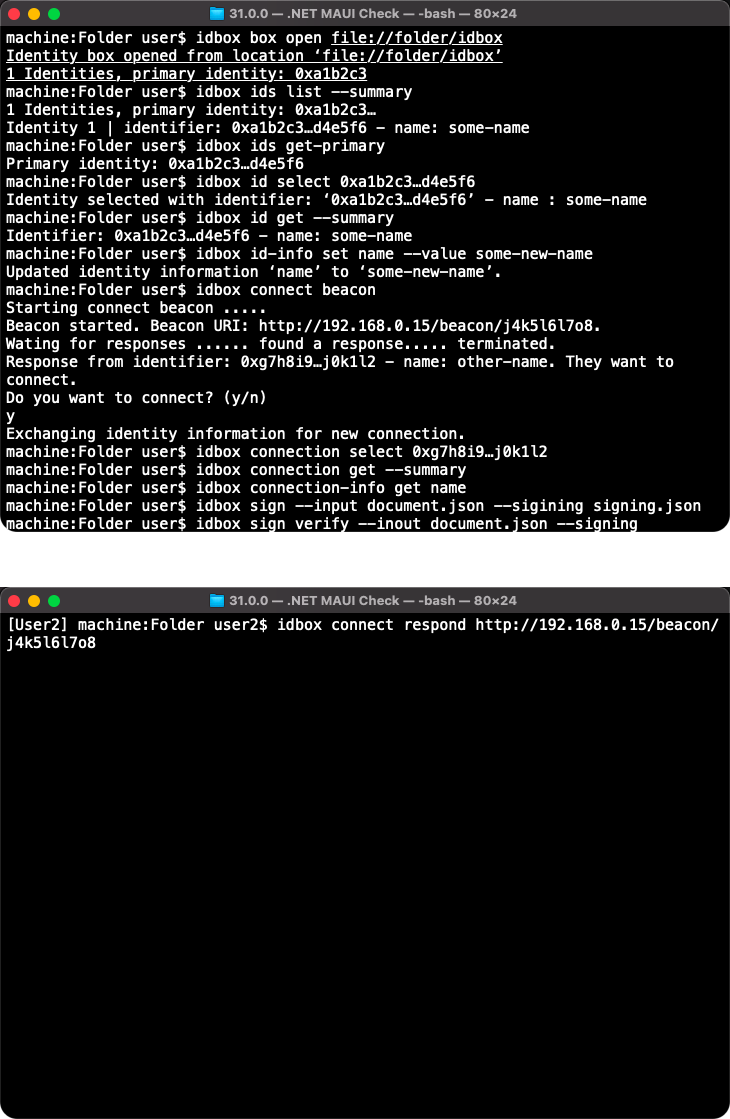 31.0.0 — .NET MAUI Check — -bash — 80×24
machine:Folder user$ idbox box open file://folder/idbox
Identity box opened from location ‘file://folder/idbox’
1 Identities, primary identity: 0xa1b2c3
machine:Folder user$ idbox ids list --summary
1 Identities, primary identity: 0xa1b2c3…
Identity 1 | identifier: 0xa1b2c3…d4e5f6 - name: some-name
machine:Folder user$ idbox ids get-primary
Primary identity: 0xa1b2c3…d4e5f6
machine:Folder user$ idbox id select 0xa1b2c3…d4e5f6
Identity selected with identifier: ‘0xa1b2c3…d4e5f6’ - name : some-name
machine:Folder user$ idbox id get --summary
Identifier: 0xa1b2c3…d4e5f6 - name: some-name
machine:Folder user$ idbox id-info set name --value some-new-name
Updated identity information ‘name’ to ‘some-new-name’.
machine:Folder user$ idbox connect beacon
Starting connect beacon .....
Beacon started. Beacon URI: http://192.168.0.15/beacon/j4k5l6l7o8.
Wating for responses ...... found a response..... terminated.
Response from identifier: 0xg7h8i9…j0k1l2 - name: other-name. They want to
connect.
Do you want to connect? (y/n)
y
Exchanging identity information for new connection.
machine:Folder user$ idbox connection select 0xg7h8i9…j0k1l2
machine:Folder user$ idbox connection get --summary
machine:Folder user$ idbox connection-info get name
machine:Folder user$ idbox sign --input document.json --sigining signing.json
machine:Folder user$ idbox sign verify --inout document.json --signing
31.0.0 — .NET MAUI Check — -bash — 80×24
[User2] machine:Folder user2$ idbox connect respond http://192.168.0.15/beacon/
j4k5l6l7o8